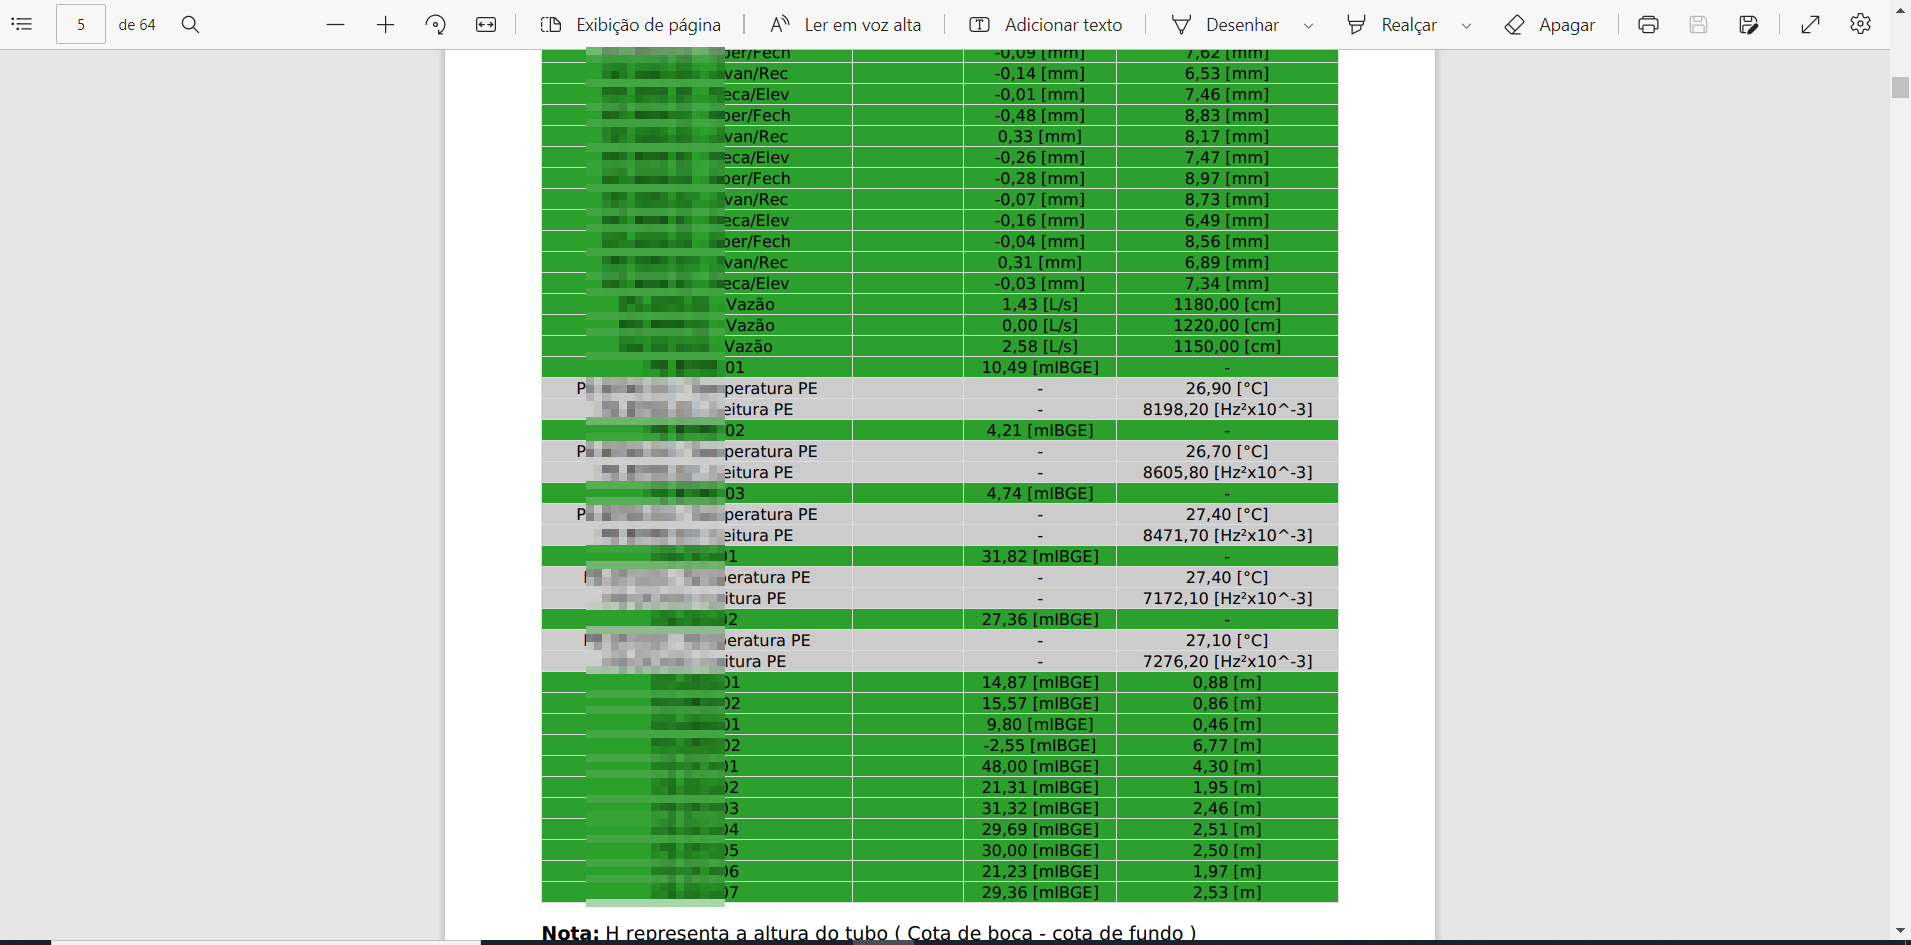 5 de 64 Exibição de página Ler em voz alta Adicionar texto Desenhar Realçar Apagar
ber/Fech -0,09 [mm] 7,62 [mm]
van/Rec -0,14 [mm] 6,53 [mm]
eca/Elev -0,01 [mm] 7,46 [mm]
ber/Fech -0,48 [mm] 8,83 [mm]
van/Rec 0,33 [mm] 8,17 [mm]
eca/Elev -0,26 [mm] 7,47 [mm]
ber/Fech -0,28 [mm] 8,97 [mm]
van/Rec -0,07 [mm] 8,73 [mm]
eca/Elev -0,16 [mm] 6,49 [mm]
ber/Fech -0,04 [mm] 8,56 [mm]
van/Rec 0,31 [mm] 6,89 [mm]
eca/Elev -0,03 [mm] 7,34 [mm]
Vazão 1,43 [L/s] 1180,00 [cm]
Vazão 0,00 [L/s] 1220,00 [cm]
Vazão 2,58 [L/s] 1150,00 [cm]
01 10,49 [mIBGE] -
P peratura PE - 26,90 [°C]
eitura PE - 8198,20 [Hz²x10^-3]
02 4,21 [mIBGE] -
P peratura PE - 26,70 [°C]
eitura PE - 8605,80 [Hz²x10^-3]
03 4,74 [mIBGE] -
P peratura PE - 27,40 [°C]
eitura PE - 8471,70 [Hz²x10^-3]
01 31,82 [mIBGE] -
peratura PE - 27,40 [°C]
itura PE - 7172,10 [Hz²x10^-3]
02 27,36 [mIBGE] -
peratura PE - 27,10 [°C]
itura PE - 7276,20 [Hz²x10^-3]
01 14,87 [mIBGE] 0,88 [m]
02 15,57 [mIBGE] 0,86 [m]
01 9,80 [mIBGE] 0,46 [m]
02 -2,55 [mIBGE] 6,77 [m]
01 48,00 [mIBGE] 4,30 [m]
02 21,31 [mIBGE] 1,95 [m]
03 31,32 [mIBGE] 2,46 [m]
04 29,69 [mIBGE] 2,51 [m]
05 30,00 [mIBGE] 2,50 [m]
06 21,23 [mIBGE] 1,97 [m]
07 29,36 [mIBGE] 2,53 [m]
Nota: H representa a altura do tubo ( Cota de boca - cota de fundo )